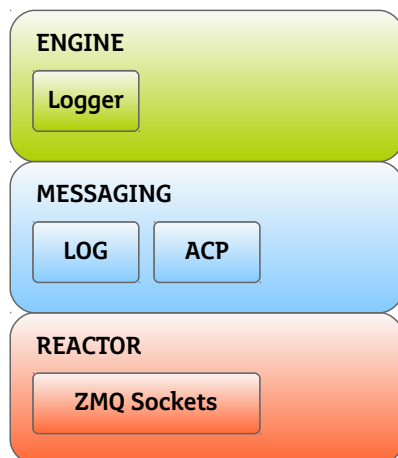 ENGINE
Logger
MESSAGING
LOG ACP
REACTOR
ZMQ Sockets